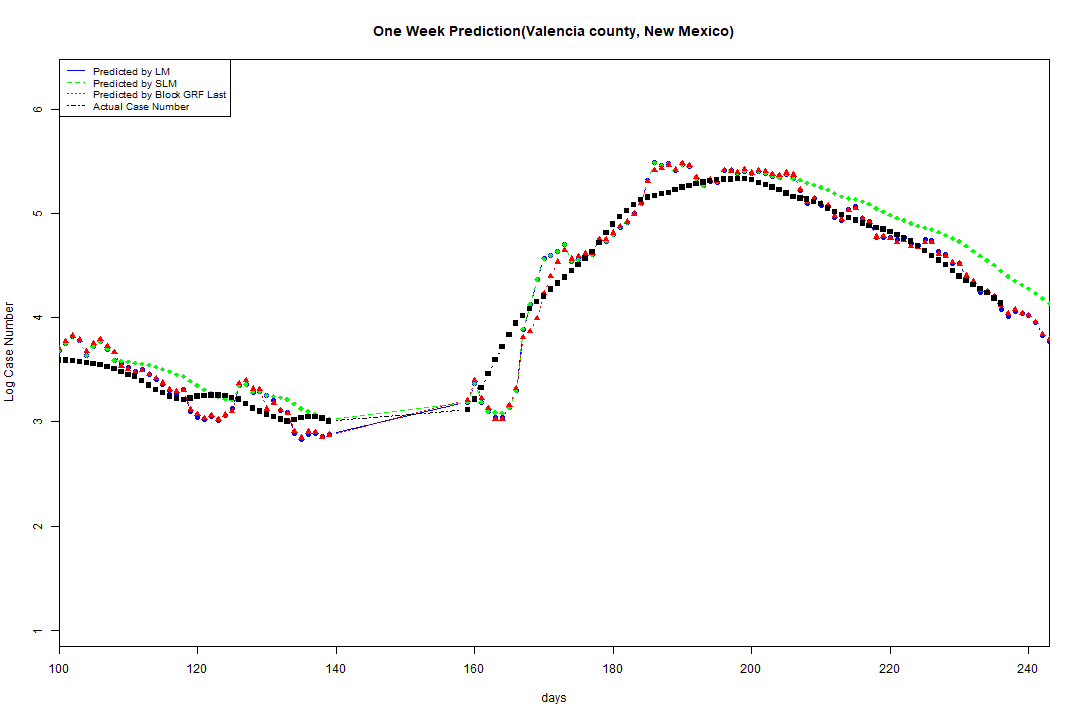 One Week Prediction(Valencia county, New Mexico)
Predicted by LM
Predicted by SLM
Predicted by Block GRF Last
Actual Case Number
Log Case Number
6
5
4
3
2
1
100 120 140 160 180 200 220 240
days